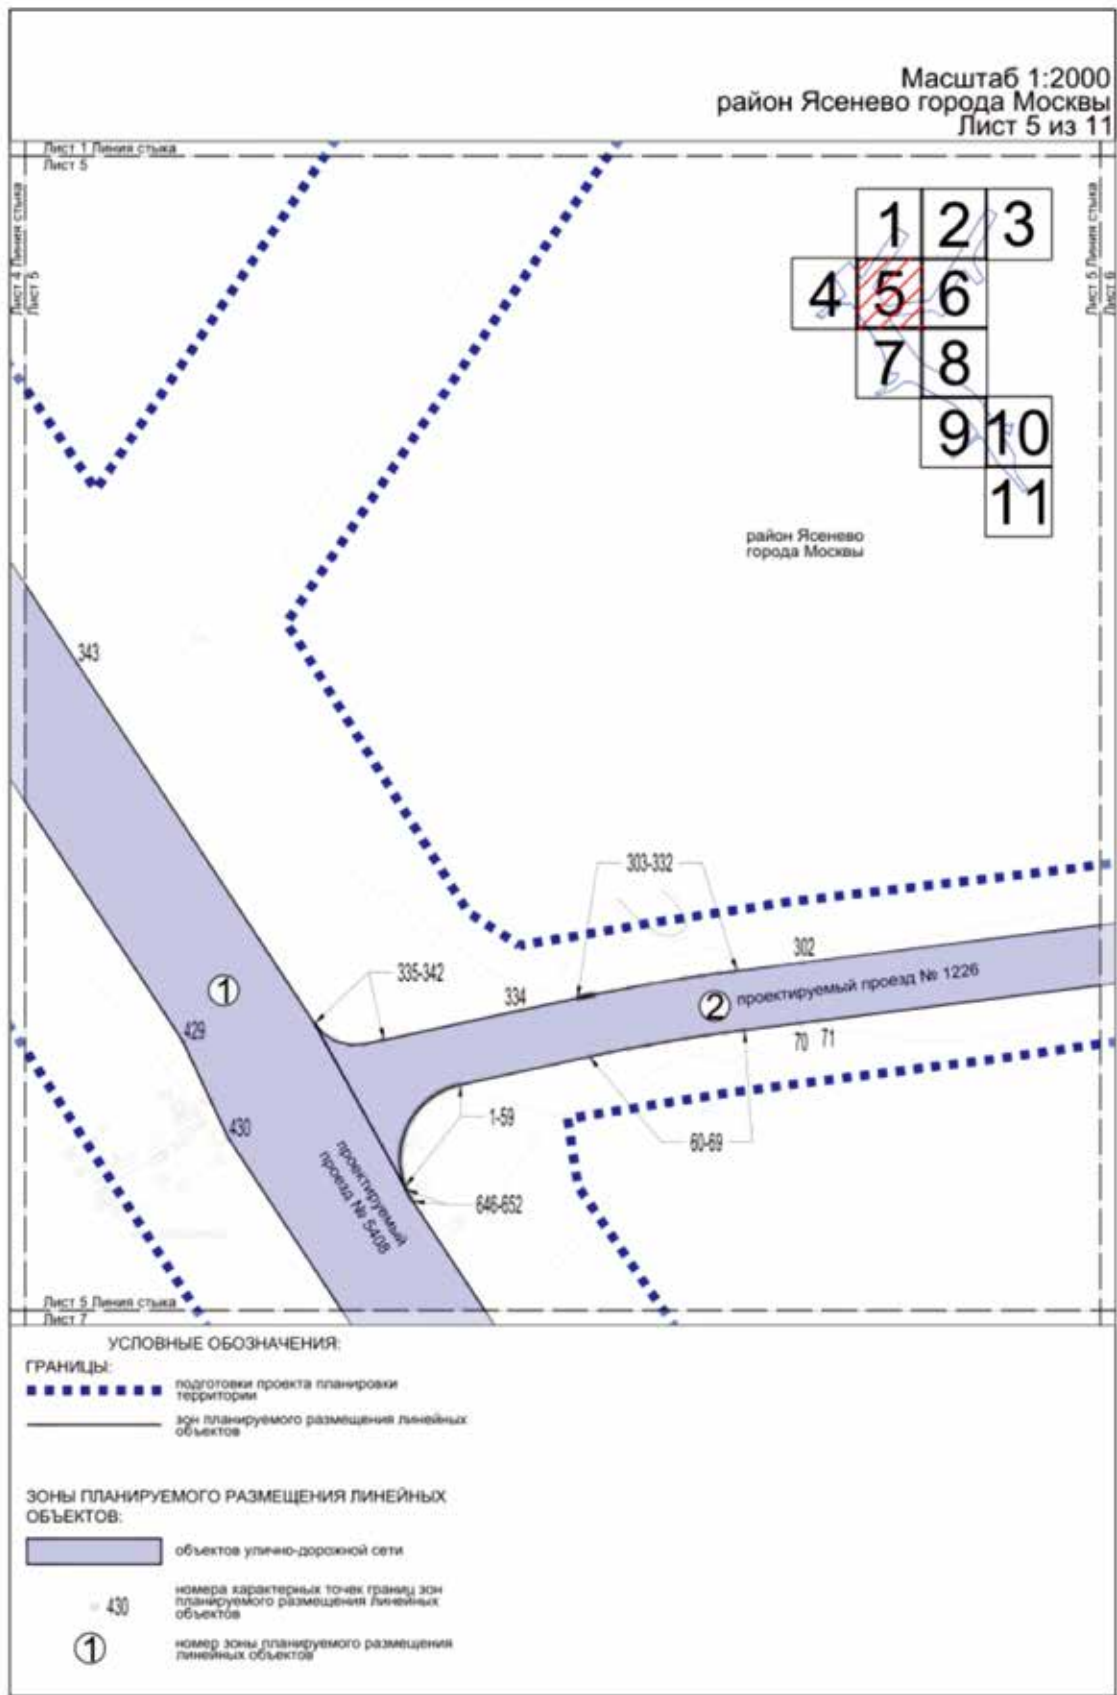 Масштаб 1:2000
район Ясенево города Москвы
Лист 5 из 11
Лист 1 Линия стыка
Лист 5
Лист 4 Линия стыка
Лист 5
Лист 5 Линия стыка
Лист 6
1 2 3
4 5 6
7 8
9 10
11
район Ясенево
города Москвы
343
303-332
302
335-342
334
1
2
проектируемый проезд № 1226
429
70 71
430
1-59
60-69
проектируемый
проезд № 5408
646-652
Лист 5 Линия стыка
Лист 7
УСЛОВНЫЕ ОБОЗНАЧЕНИЯ:
ГРАНИЦЫ:
подготовки проекта планировки
территории
зон планируемого размещения линейных
объектов
ЗОНЫ ПЛАНИРУЕМОГО РАЗМЕЩЕНИЯ ЛИНЕЙНЫХ
ОБЪЕКТОВ:
объектов улично-дорожной сети
430
номера характерных точек границ зон
планируемого размещения линейных
объектов
1
номер зоны планируемого размещения
линейных объектов